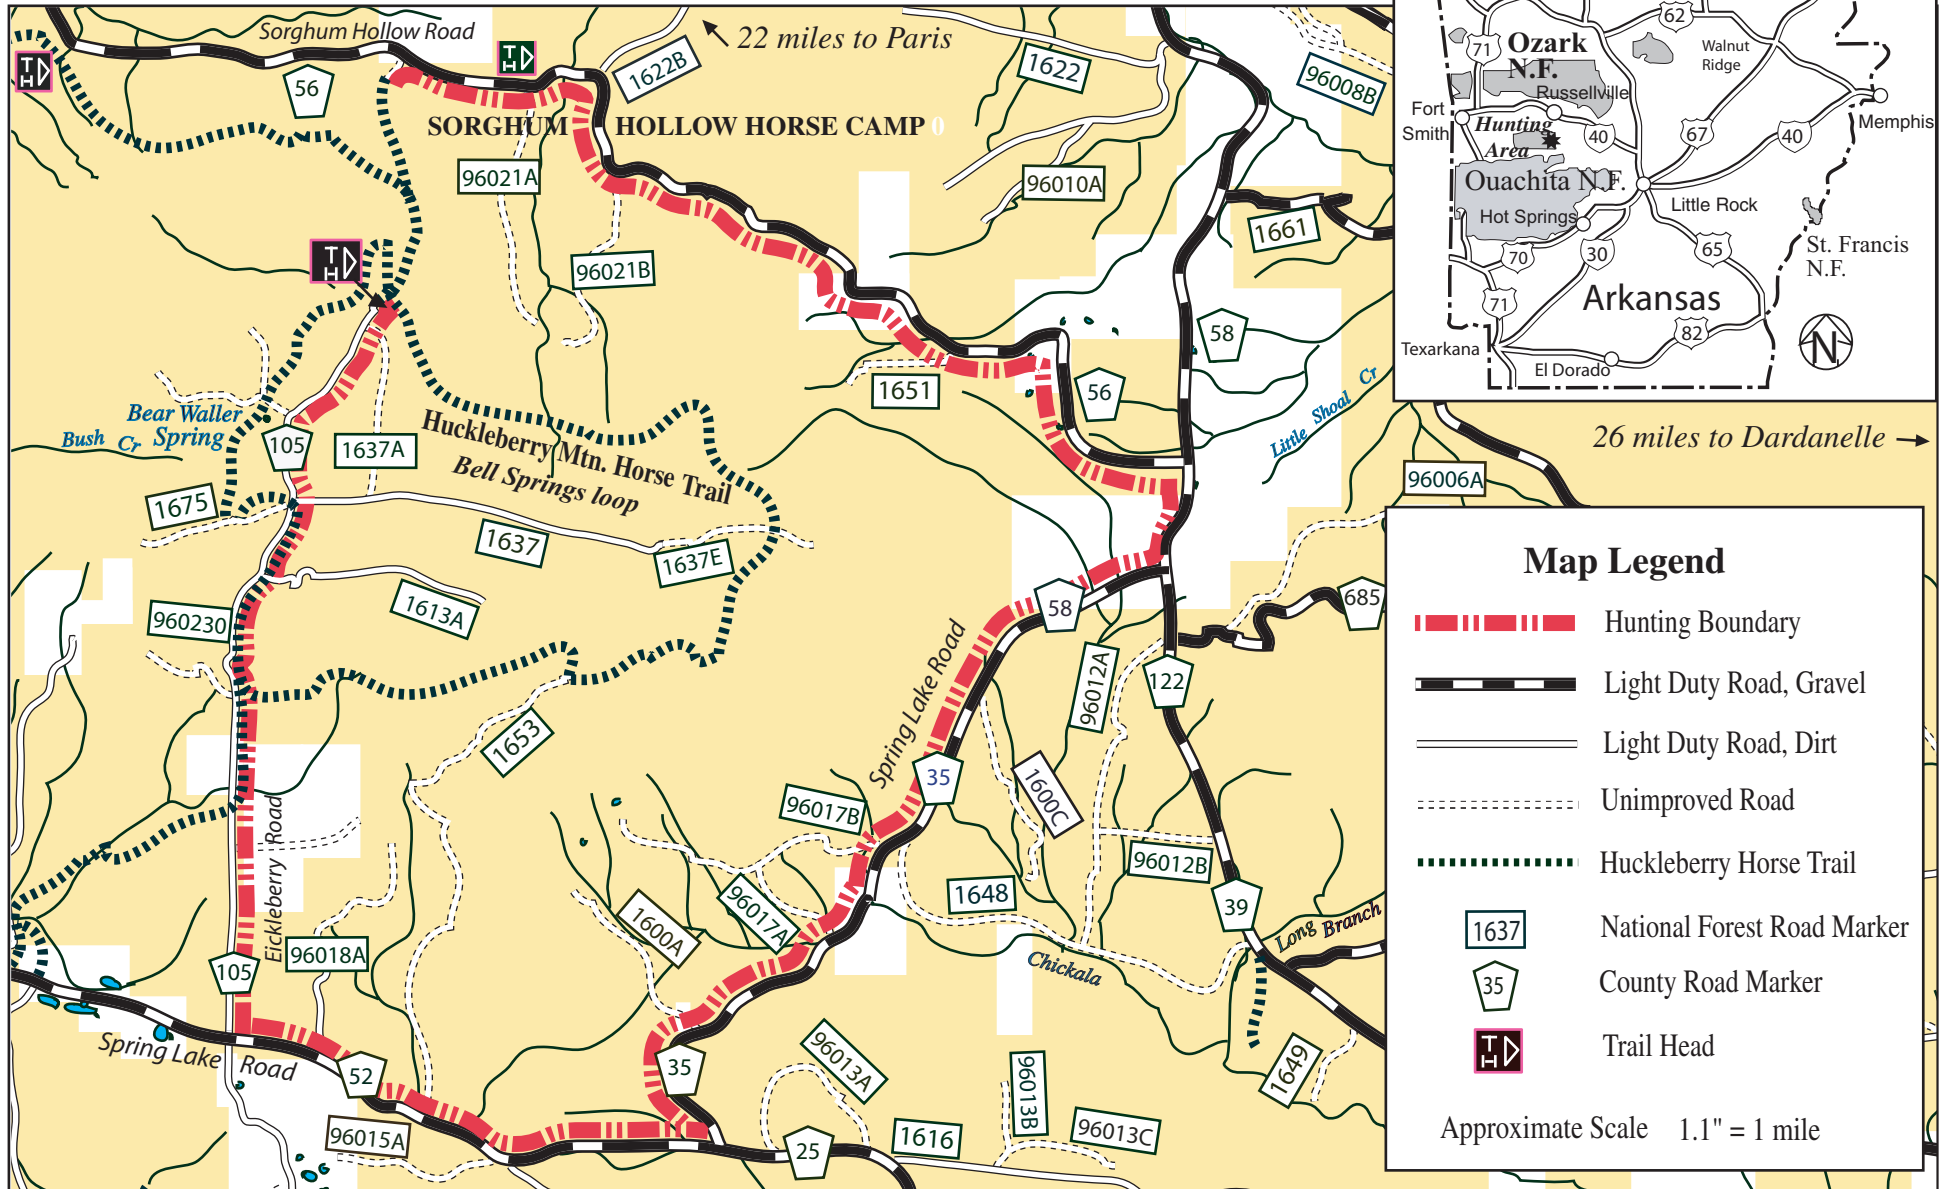 Sorghum Hollow Road
22 miles to Paris
T H
T H
56
1622B
1622
96008B
SORGHUM HOLLOW HORSE CAMP 0
96021A
96010A
1661
T H
96021B
58
1651
56
Little Shoal Cr
Bear Waller
Spring
Bush Cr
105
1637A
Huckleberry Mtn. Horse Trail
Bell Springs loop
26 miles to Dardanelle
96006A
1675
1637
1637E
1613A
960230
58
685
Spring Lake Road
96012A
122
1653
35
1600C
96017B
96012B
Eickleberry Road
1648
39
96017A
1600A
Long Branch
Chickala
96018A
105
Spring Lake Road
52
35
96013A
96013B
1649
96015A
25
1616
96013C
62
71
Ozark
N.F.
Walnut
Ridge
Russellville
Fort
Smith
Hunting
Area
40
67
40
Memphis
Ouachita N.F.
Hot Springs
Little Rock
70
30
65
St. Francis
N.F.
71
Arkansas
82
Texarkana
El Dorado
N
Map Legend
Hunting Boundary
Light Duty Road, Gravel
Light Duty Road, Dirt
Unimproved Road
Huckleberry Horse Trail
1637 National Forest Road Marker
35 County Road Marker
T H Trail Head
Approximate Scale 1.1" = 1 mile